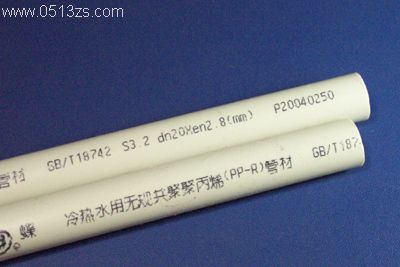 www.0513zs.com
管材 GB/T18742 S3.2 dn20Xen2.8(mm) P20040250
蝶 冷热水用无规共聚聚丙烯(PP-R)管材 GB/T187